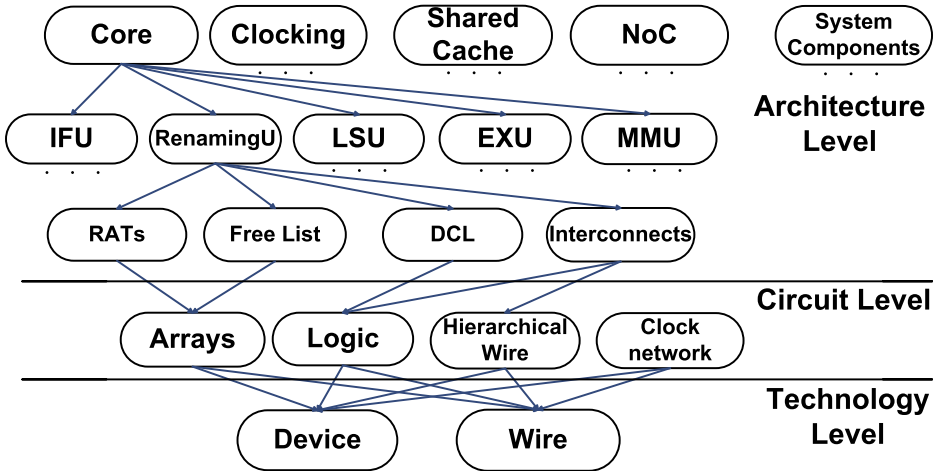 Core
Clocking
Shared
Cache
NoC
System
Components
. . .
. . .
. . .
. . .
Architecture
Level
IFU
RenamingU
LSU
EXU
MMU
. . .
. . .
. . .
. . .
RATs
Free List
DCL
Interconnects
Circuit Level
Arrays
Logic
Hierarchical
Wire
Clock
network
Technology
Level
Device
Wire